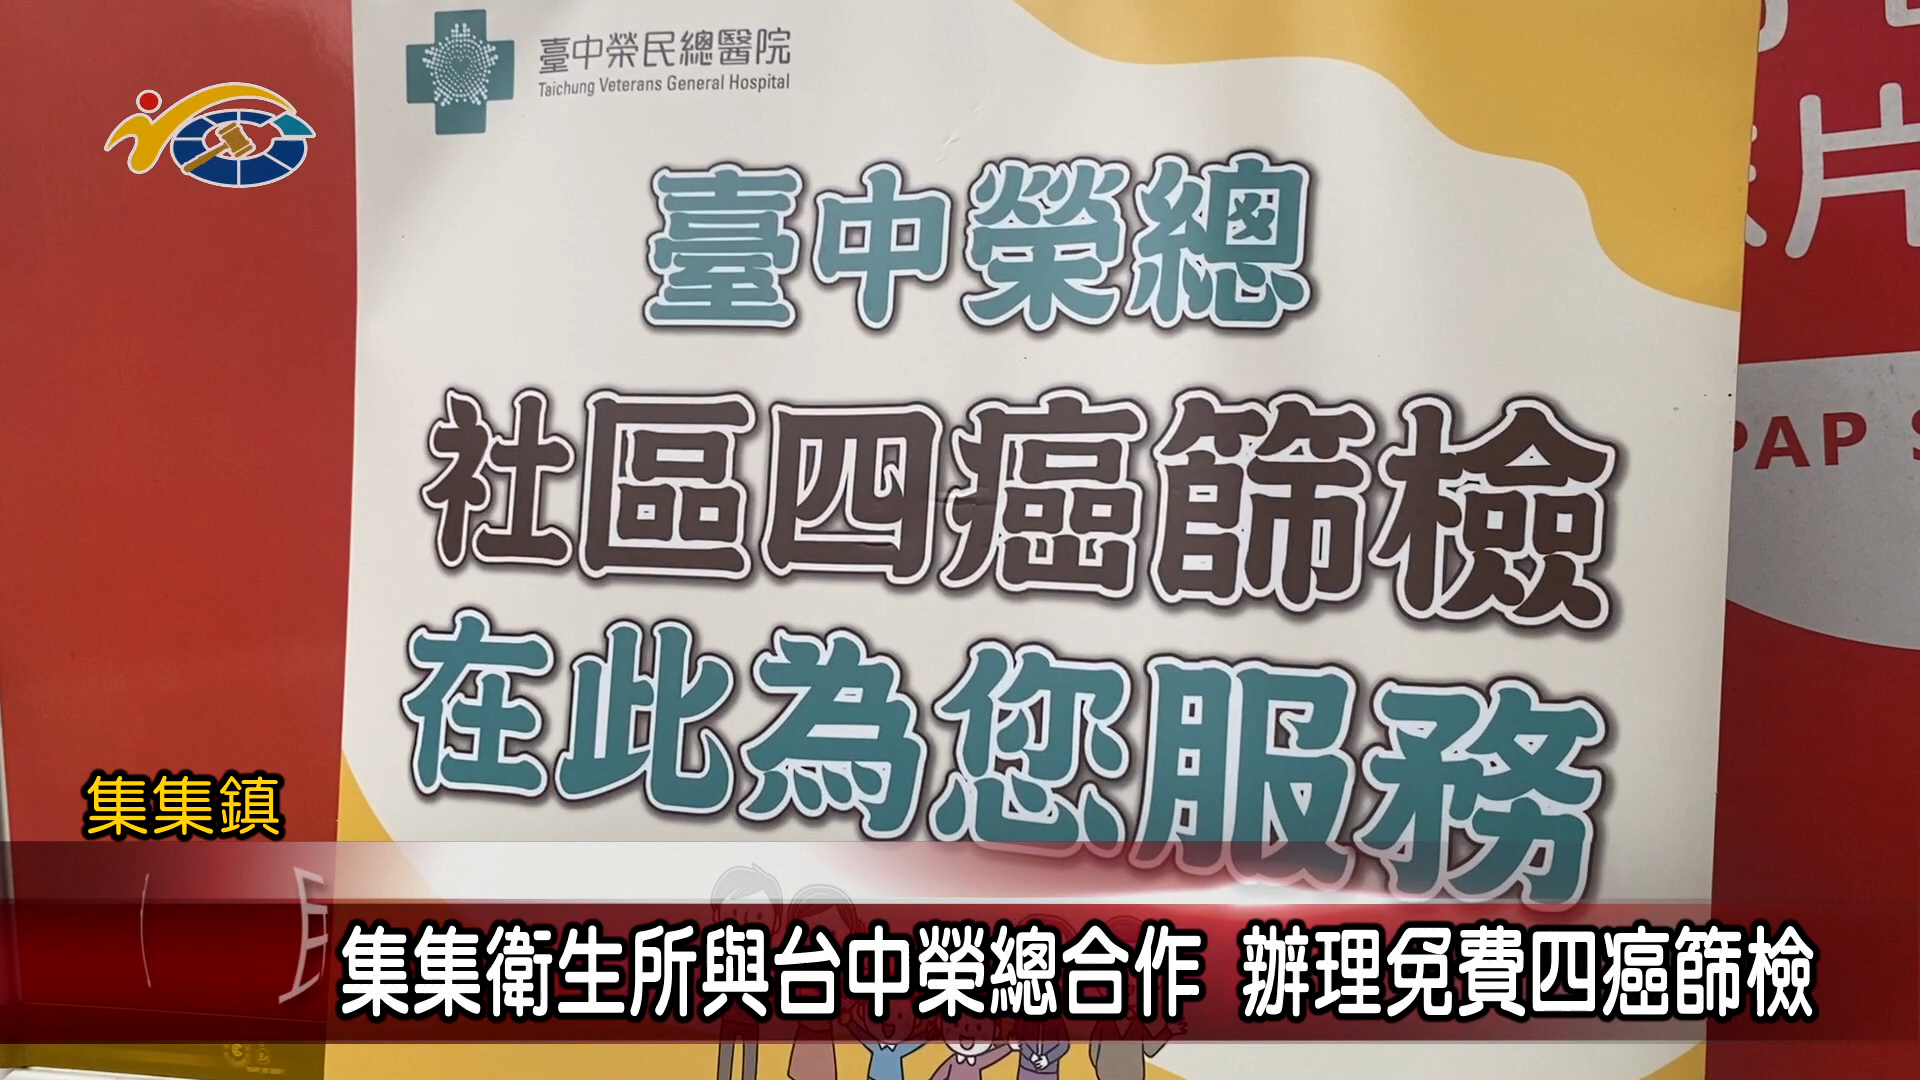 臺中榮民總醫院
Taichung Veterans General Hospital
臺中榮總
社區四癌篩檢
在此為您服務
片
PAP
集集鎮
集集衛生所與台中榮總合作 辦理免費四癌篩檢